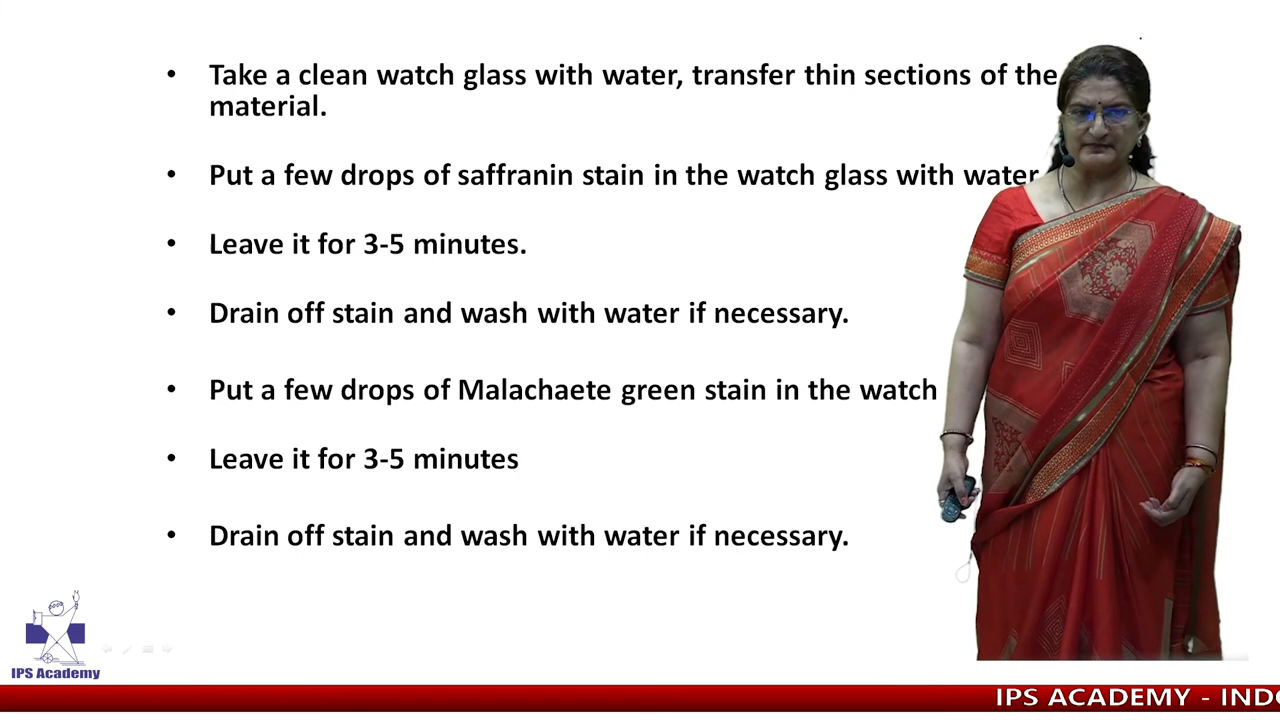 • Take a clean watch glass with water, transfer thin sections of the
material.
• Put a few drops of saffranin stain in the watch glass with water
• Leave it for 3-5 minutes.
• Drain off stain and wash with water if necessary.
• Put a few drops of Malachaete green stain in the watch
• Leave it for 3-5 minutes
• Drain off stain and wash with water if necessary.
IPS Academy
IPS ACADEMY - INDO